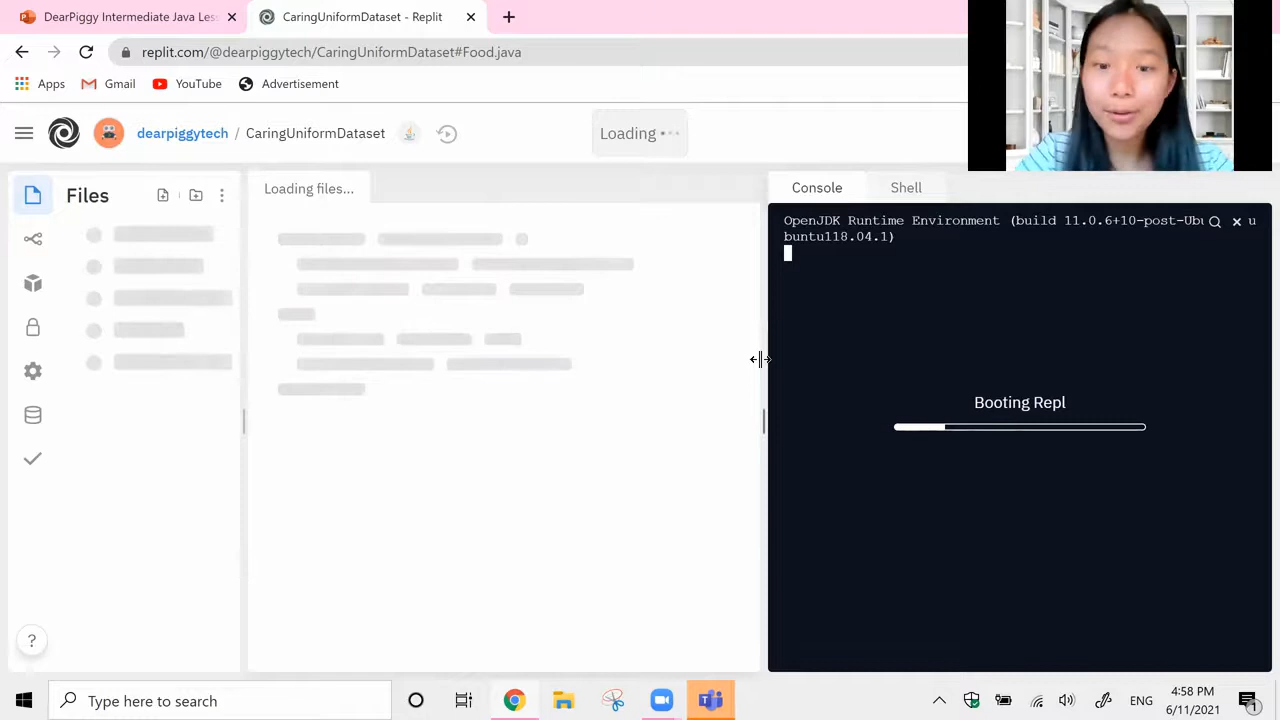 DearPiggy Intermediate Java Les
CaringUniformDataset - Replit
replit.com/@dearpiggytech/CaringUniformDataset#Food.java
Apps
Gmail
YouTube
Advertisement
dearpiggytech / CaringUniformDataset
Loading
Files
Loading files...
Console
Shell
OpenJDK Runtime Environment (build 11.0.6+10-post-Ubu
u
buntu118.04.1)
Booting Repl
?
Type here to search
ENG
4:58 PM
6/11/2021
1